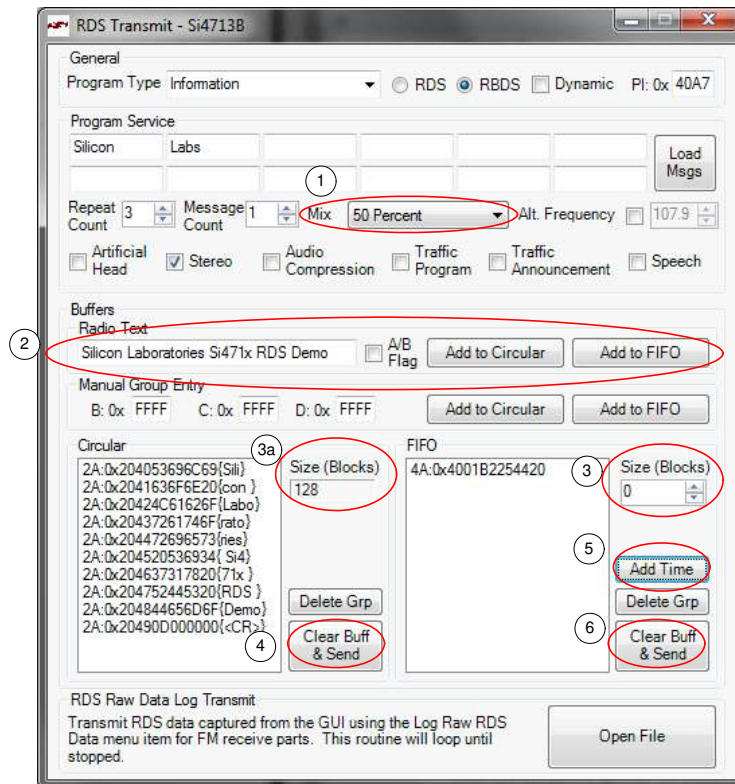 RDS Transmit - Si4713B
General
Program Type Information RDS RBDS Dynamic PI: 0x 40A7
Program Service
Silicon Labs
Load Msgs
1
Repeat Count 3 Message Count 1 Mix 50 Percent Alt. Frequency 107.9
Artificial Head Stereo Audio Compression Traffic Program Traffic Announcement Speech
Buffers
2
Radio Text
Silicon Laboratories Si471x RDS Demo A/B Flag Add to Circular Add to FIFO
Manual Group Entry
B: 0x FFFF C: 0x FFFF D: 0x FFFF Add to Circular Add to FIFO
Circular
2A:0x204053696C69{Sili}
2A:0x2041636F6E20{con }
2A:0x20424C61626F{Labo}
2A:0x20437261746F{rato}
2A:0x204472696573{ries}
2A:0x204520536934{ Si4}
2A:0x204637317820{71x }
2A:0x204752445320{RDS }
2A:0x204844656D6F{Demo}
2A:0x20490D000000{<CR>}
3a
Size (Blocks)
128
Delete Grp
4
Clear Buff & Send
FIFO
4A:0x4001B2254420
3
Size (Blocks)
0
5
Add Time
Delete Grp
6
Clear Buff & Send
RDS Raw Data Log Transmit
Transmit RDS data captured from the GUI using the Log Raw RDS
Data menu item for FM receive parts. This routine will loop until
stopped.
Open File